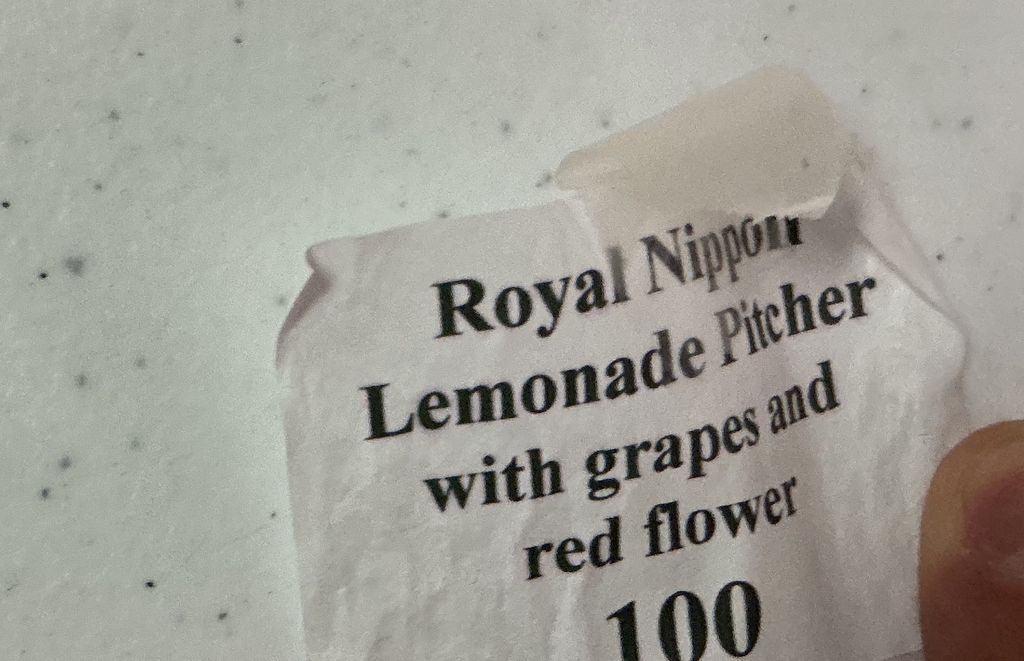 Royal Nippon
Lemonade Pitcher
with grapes and
red flower
100